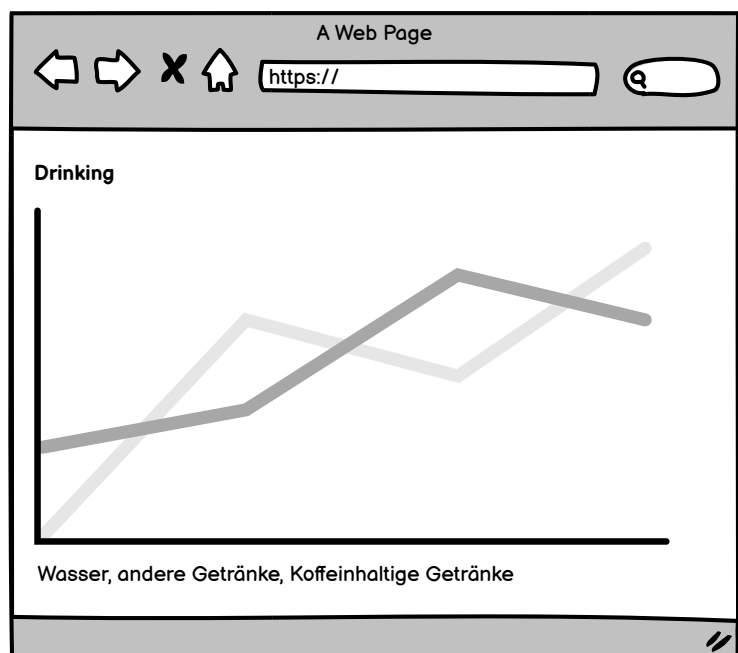 A Web Page
https://
Drinking
Wasser, andere Getränke, Koffeinhaltige Getränke